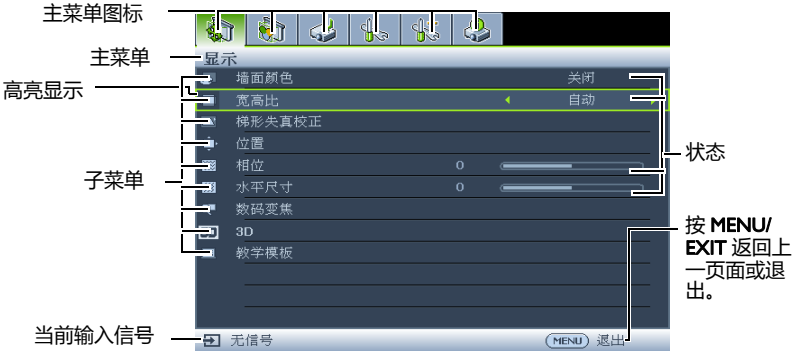 主菜单图标
主菜单
显示
高亮显示
墙面颜色 关闭
宽高比 自动
梯形失真校正
位置
相位 0
水平尺寸 0
数码变焦
3D
教学模板
子菜单
状态
按 MENU/
EXIT 返回上
一页面或退
出。
当前输入信号
无信号
MENU 退出